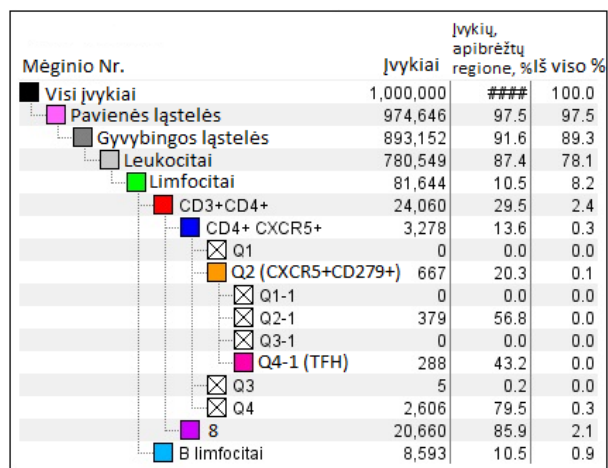 Mėginio Nr. Įvykiai Įvykių, apibrėžtų regione, % Iš viso %
Visi įvykiai 1,000,000 #### 100.0
Pavienės ląstelės 974,646 97.5 97.5
Gyvybingos ląstelės 893,152 91.6 89.3
Leukocitai 780,549 87.4 78.1
Limfocitai 81,644 10.5 8.2
CD3+CD4+ 24,060 29.5 2.4
CD4+ CXCR5+ 3,278 13.6 0.3
Q1 0 0.0 0.0
Q2 (CXCR5+CD279+) 667 20.3 0.1
Q1-1 0 0.0 0.0
Q2-1 379 56.8 0.0
Q3-1 0 0.0 0.0
Q4-1 (TFH) 288 43.2 0.0
Q3 5 0.2 0.0
Q4 2,606 79.5 0.3
8 20,660 85.9 2.1
B limfocitai 8,593 10.5 0.9